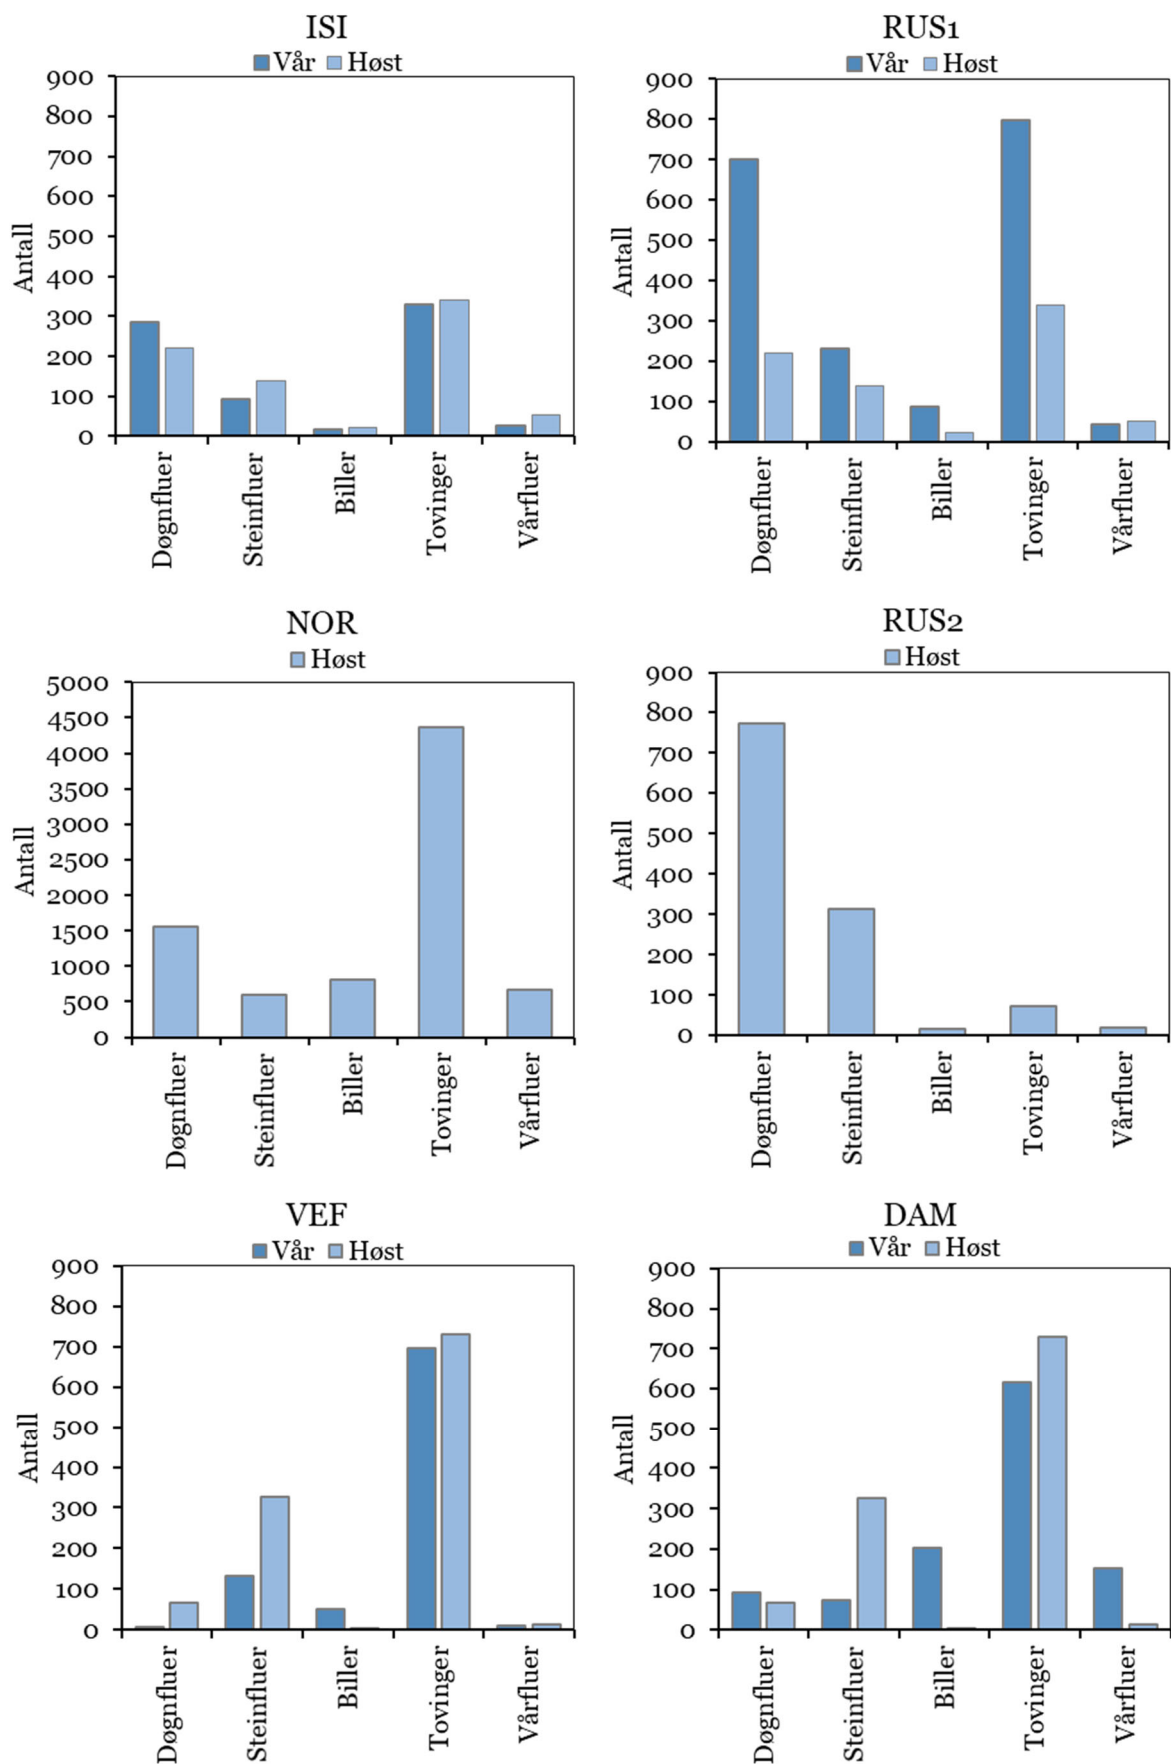 ISI
Vår Høst
Antall
900
800
700
600
500
400
300
200
100
0
Døgnfluer
Steinfluer
Biller
Tovinger
Vårfluer
RUS1
Vår Høst
Antall
900
800
700
600
500
400
300
200
100
0
Døgnfluer
Steinfluer
Biller
Tovinger
Vårfluer
NOR
Høst
Antall
5000
4500
4000
3500
3000
2500
2000
1500
1000
500
0
Døgnfluer
Steinfluer
Biller
Tovinger
Vårfluer
RUS2
Høst
Antall
900
800
700
600
500
400
300
200
100
0
Døgnfluer
Steinfluer
Biller
Tovinger
Vårfluer
VEF
Vår Høst
Antall
900
800
700
600
500
400
300
200
100
0
Døgnfluer
Steinfluer
Biller
Tovinger
Vårfluer
DAM
Vår Høst
Antall
900
800
700
600
500
400
300
200
100
0
Døgnfluer
Steinfluer
Biller
Tovinger
Vårfluer